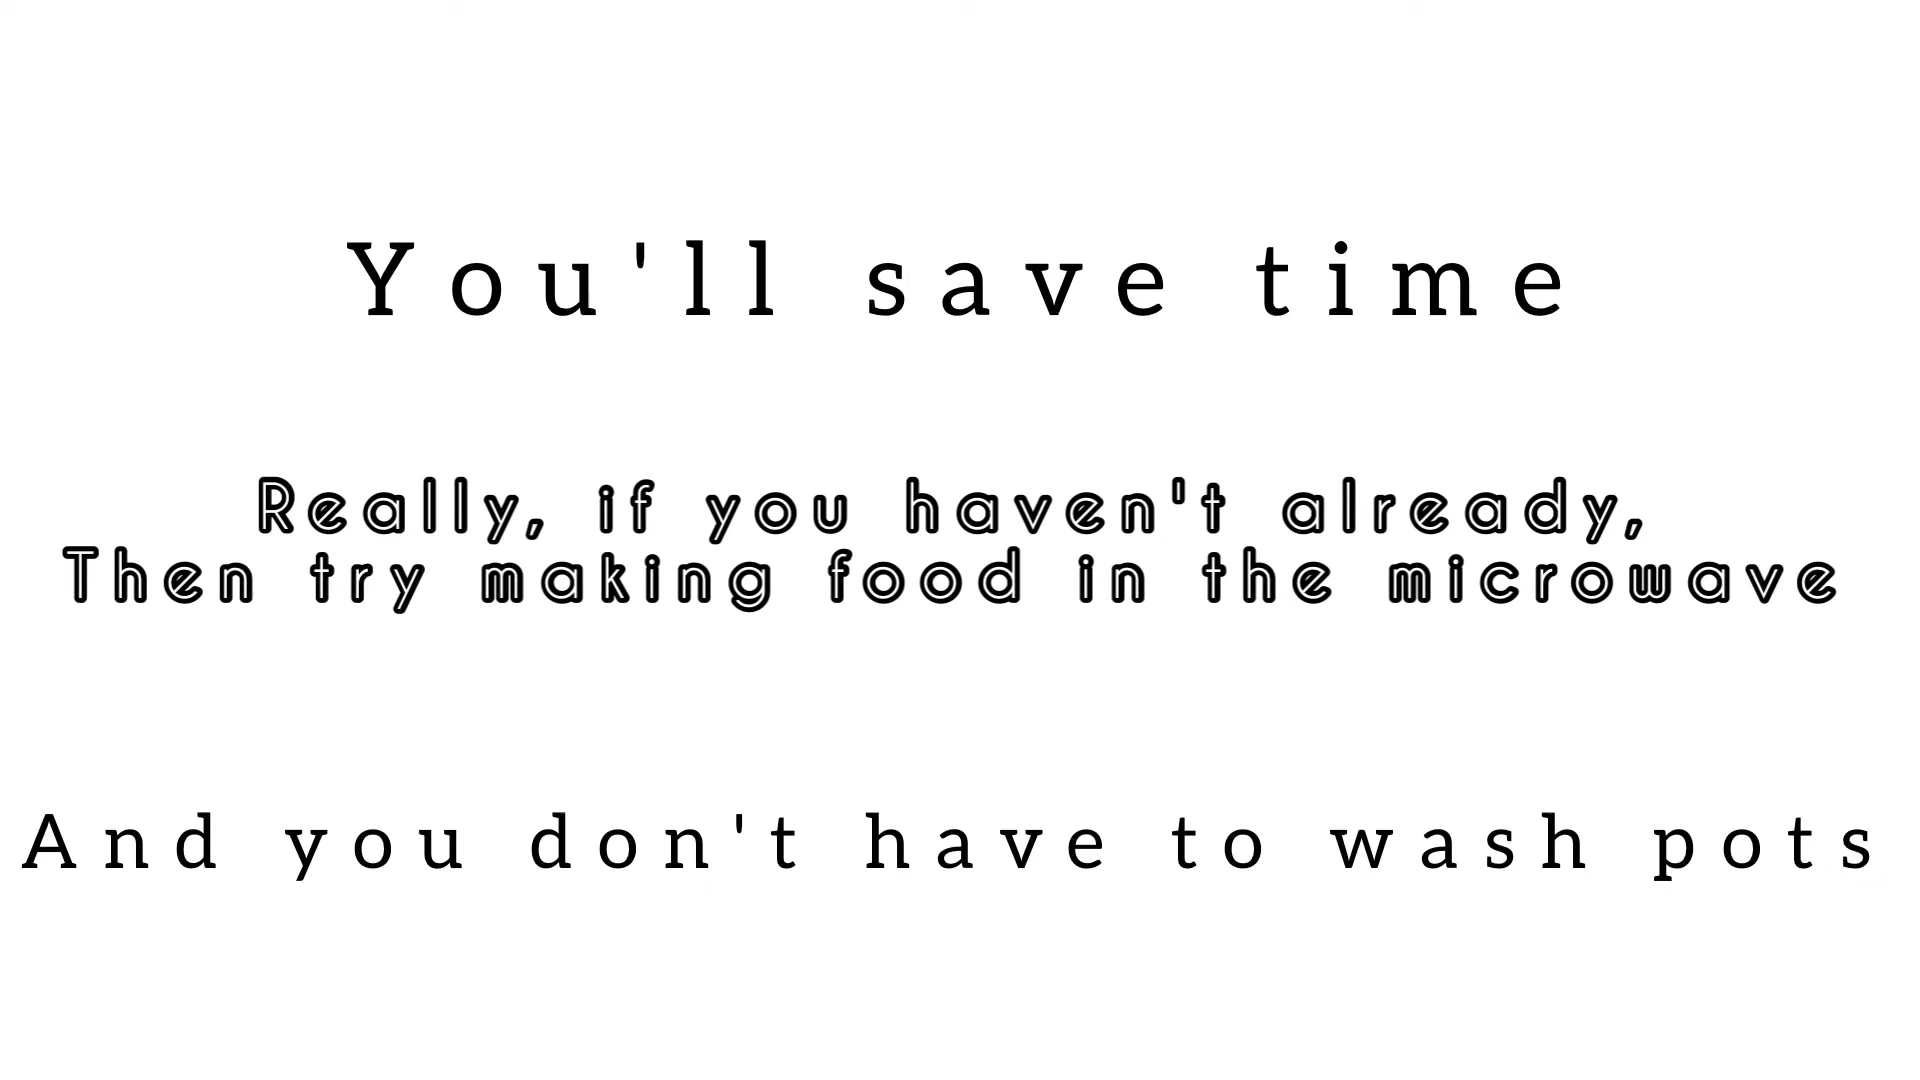 You'll save time
Really, if you haven't already,
Then try making food in the microwave
And you don't have to wash pots